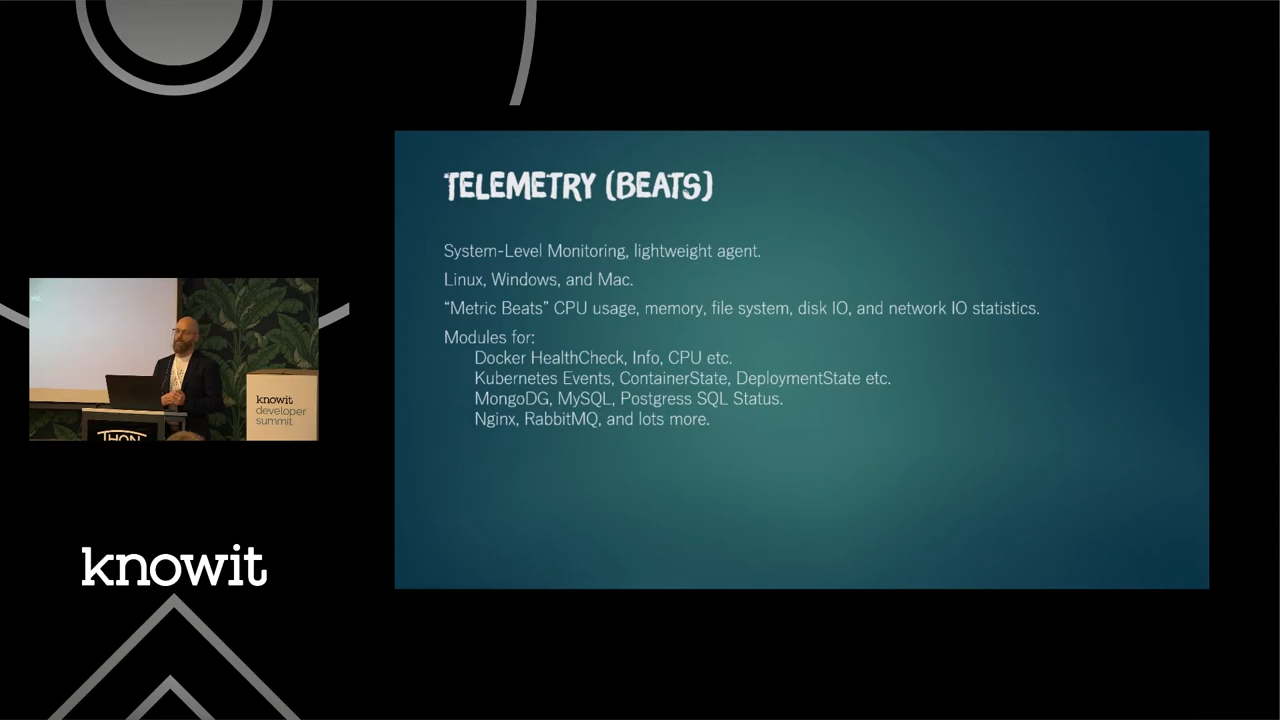 TELEMETRY (BEATS)
System-Level Monitoring, lightweight agent.
Linux, Windows, and Mac.
“Metric Beats” CPU usage, memory, file system, disk IO, and network IO statistics.
Modules for:
Docker HealthCheck, Info, CPU etc.
Kubernetes Events, ContainerState, DeploymentState etc.
MongoDG, MySQL, Postgress SQL Status.
Nginx, RabbitMQ, and lots more.
knowit
developer
summit
THON
knowit